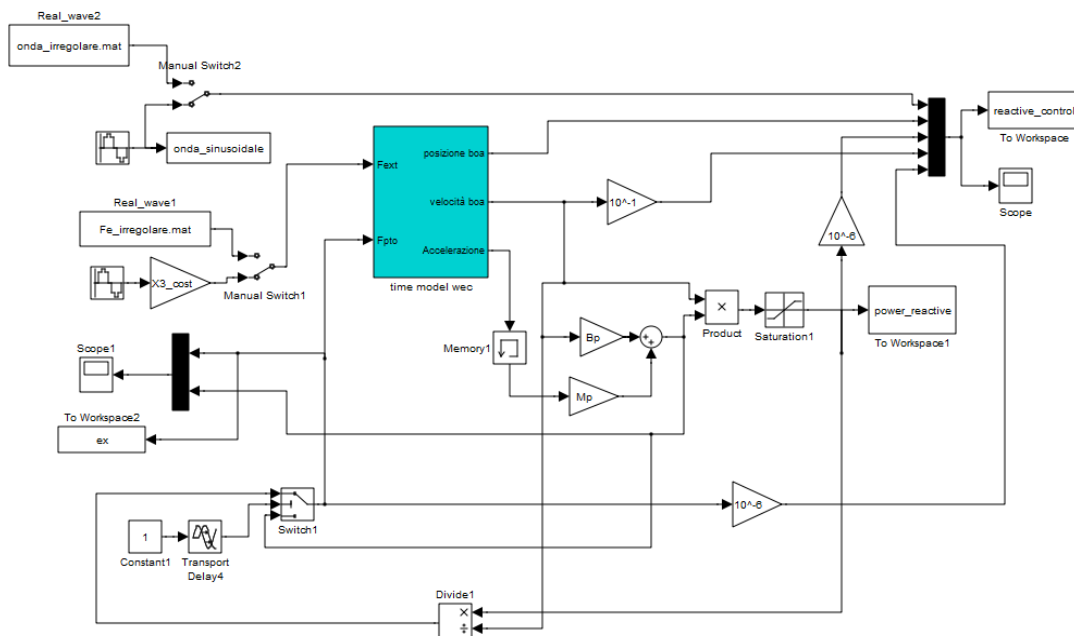 Real_wave2
onda_irregolare.mat
Manual Switch2
onda_sinusoidale
reactive_control
To Workspace
Scope
posizione boa
Fext
velocità boa
10^-1
Real_wave1
Fe_irregolare.mat
10^-6
Fpto
Accelerazione
X3_cost
Manual Switch1
time model wec
×
power_reactive
Product
Saturation1
To Workspace1
Bp
+
+
Memory1
Scope1
Mp
To Workspace2
ex
10^-6
Switch1
1
Constant1
Transport
Delay4
Divide1
×
÷